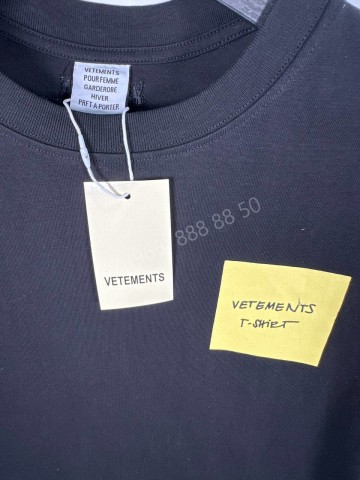 VETEMENTS
POUR FEMME
GARDEROBE
HIVER
PRET A PORTER
888 88 50
VETEMENTS
VETEMENTS
T-SHIRT